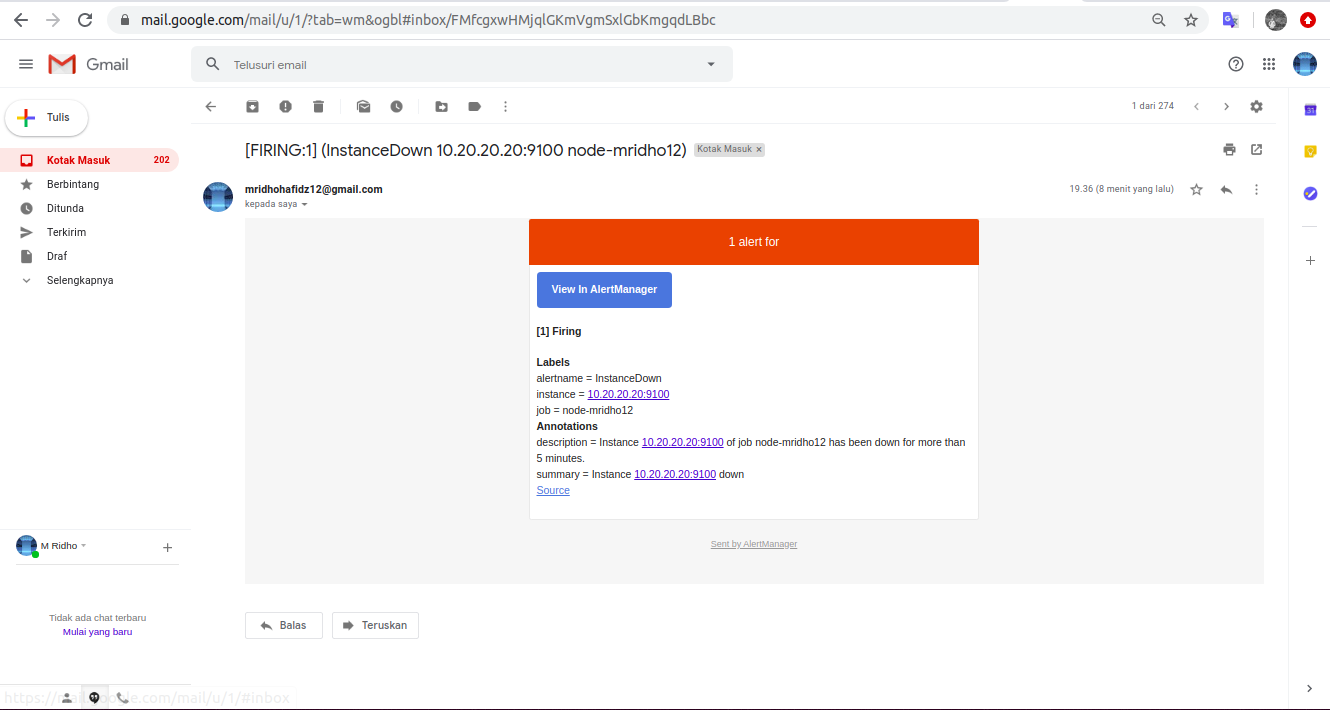 mail.google.com/mail/u/1/?tab=wm&ogbl#inbox/FMfcgxwHMjqlGKmVgmSxlGbKmgqdLBbc
Gmail
Telusuri email
Tulis
1 dari 274
Kotak Masuk 202
Berbintang
Ditunda
Terkirim
Draf
Selengkapnya
[FIRING:1] (InstanceDown 10.20.20.20:9100 node-mridho12) Kotak Masuk ×
mridhohafidz12@gmail.com
19.36 (8 menit yang lalu)
kepada saya
1 alert for
View In AlertManager
[1] Firing
Labels
alertname = InstanceDown
instance = 10.20.20.20:9100
job = node-mridho12
Annotations
description = Instance 10.20.20.20:9100 of job node-mridho12 has been down for more than
5 minutes.
summary = Instance 10.20.20.20:9100 down
Source
Sent by AlertManager
Balas
Teruskan
M Ridho
Tidak ada chat terbaru
Mulai yang baru
https://mail.google.com/mail/u/1/#inbox
31